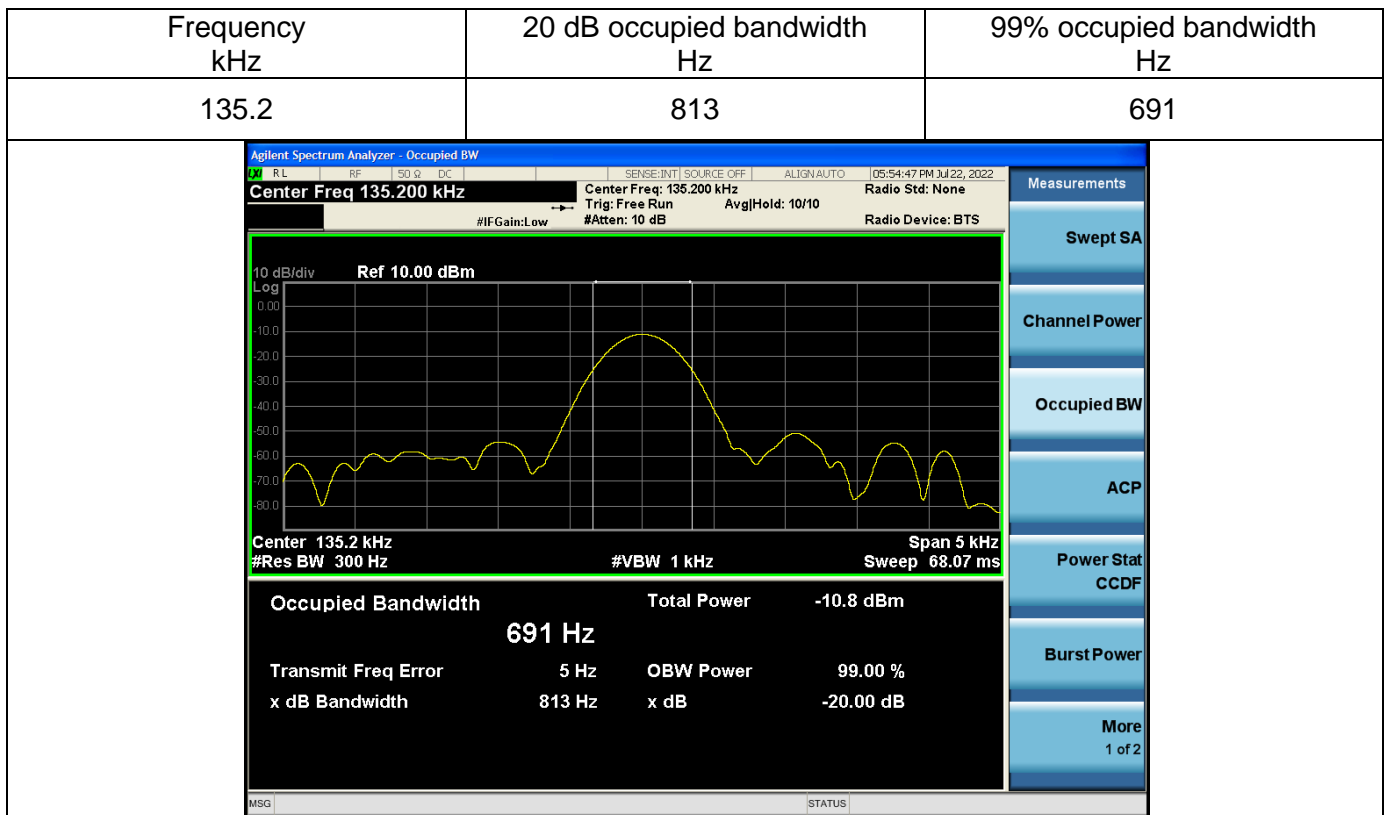 Frequency
kHz
20 dB occupied bandwidth
Hz
99% occupied bandwidth
Hz
135.2
813
691
Agilent Spectrum Analyzer - Occupied BW
LXI RL RF 50 Ω DC SENSE:INT SOURCE OFF ALIGN AUTO 05:54:47 PM Jul 22, 2022
Center Freq 135.200 kHz
Center Freq: 135.200 kHz
Radio Std: None
Trig: Free Run Avg|Hold: 10/10
#IFGain:Low
#Atten: 10 dB
Radio Device: BTS
10 dB/div Ref 10.00 dBm
Log
0.00
-10.0
-20.0
-30.0
-40.0
-50.0
-60.0
-70.0
-80.0
Center 135.2 kHz Span 5 kHz
#Res BW 300 Hz #VBW 1 kHz Sweep 68.07 ms
Occupied Bandwidth Total Power -10.8 dBm
691 Hz
Transmit Freq Error 5 Hz OBW Power 99.00 %
x dB Bandwidth 813 Hz x dB -20.00 dB
MSG STATUS
Measurements
Swept SA
Channel Power
Occupied BW
ACP
Power Stat
CCDF
Burst Power
More
1 of 2